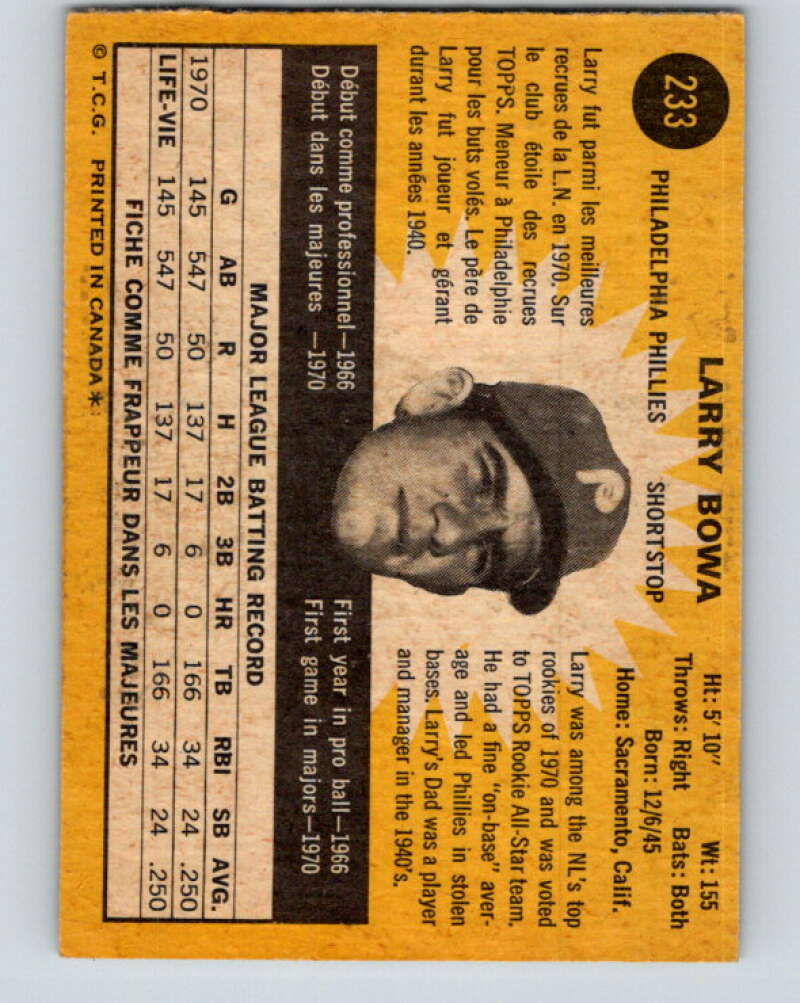 233
LARRY BOWA
PHILADELPHIA PHILLIES SHORTSTOP
Ht: 5' 10" Wt: 155
Throws: Right Bats: Both
Born: 12/6/45
Home: Sacramento, Calif.
Larry fut parmi les meilleures
recrues de la L.N. en 1970. Sur
le club étoile des recrues
TOPPS. Meneur à Philadelphie
pour les buts volés. Le père de
Larry fut joueur et gérant
durant les années 1940.
P
Larry was among the NL's top
rookies of 1970 and was voted
to TOPPS Rookie All-Star team.
He had a fine "on-base" aver-
age and led Phillies in stolen
bases. Larry's Dad was a player
and manager in the 1940's.
Début comme professionnel—1966
Début dans les majeures —1970
First year in pro ball—1966
First game in majors—1970
MAJOR LEAGUE BATTING RECORD
G AB R H 2B 3B HR TB RBI SB AVG.
1970 145 547 50 137 17 6 0 166 34 24 .250
LIFE-VIE 145 547 50 137 17 6 0 166 34 24 .250
FICHE COMME FRAPPEUR DANS LES MAJEURES
© T.C.G. PRINTED IN CANADA*: